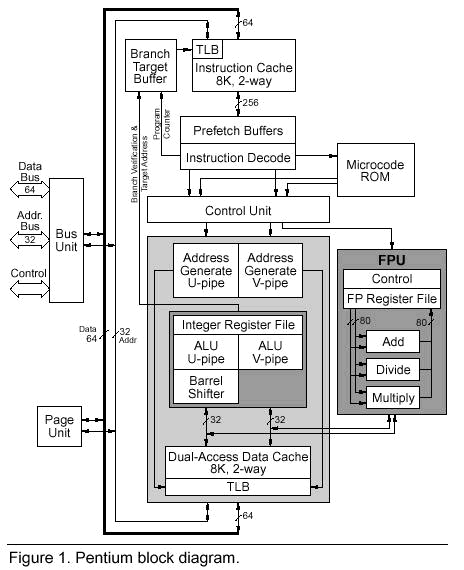 64
Branch
Target
Buffer
TLB
Instruction Cache
8K, 2-way
256
Branch Verification &
Target Address
Program
Counter
Prefetch Buffers
Instruction Decode
Microcode
ROM
Control Unit
Data
Bus
64
Addr.
Bus
32
Control
Bus
Unit
Address
Generate
U-pipe
Address
Generate
V-pipe
FPU
Control
FP Register File
80
80
Add
Divide
Multiply
Integer Register File
ALU
U-pipe
ALU
V-pipe
Barrel
Shifter
Data
64
32
Addr
32
32
Page
Unit
Dual-Access Data Cache
8K, 2-way
TLB
64
Figure 1. Pentium block diagram.